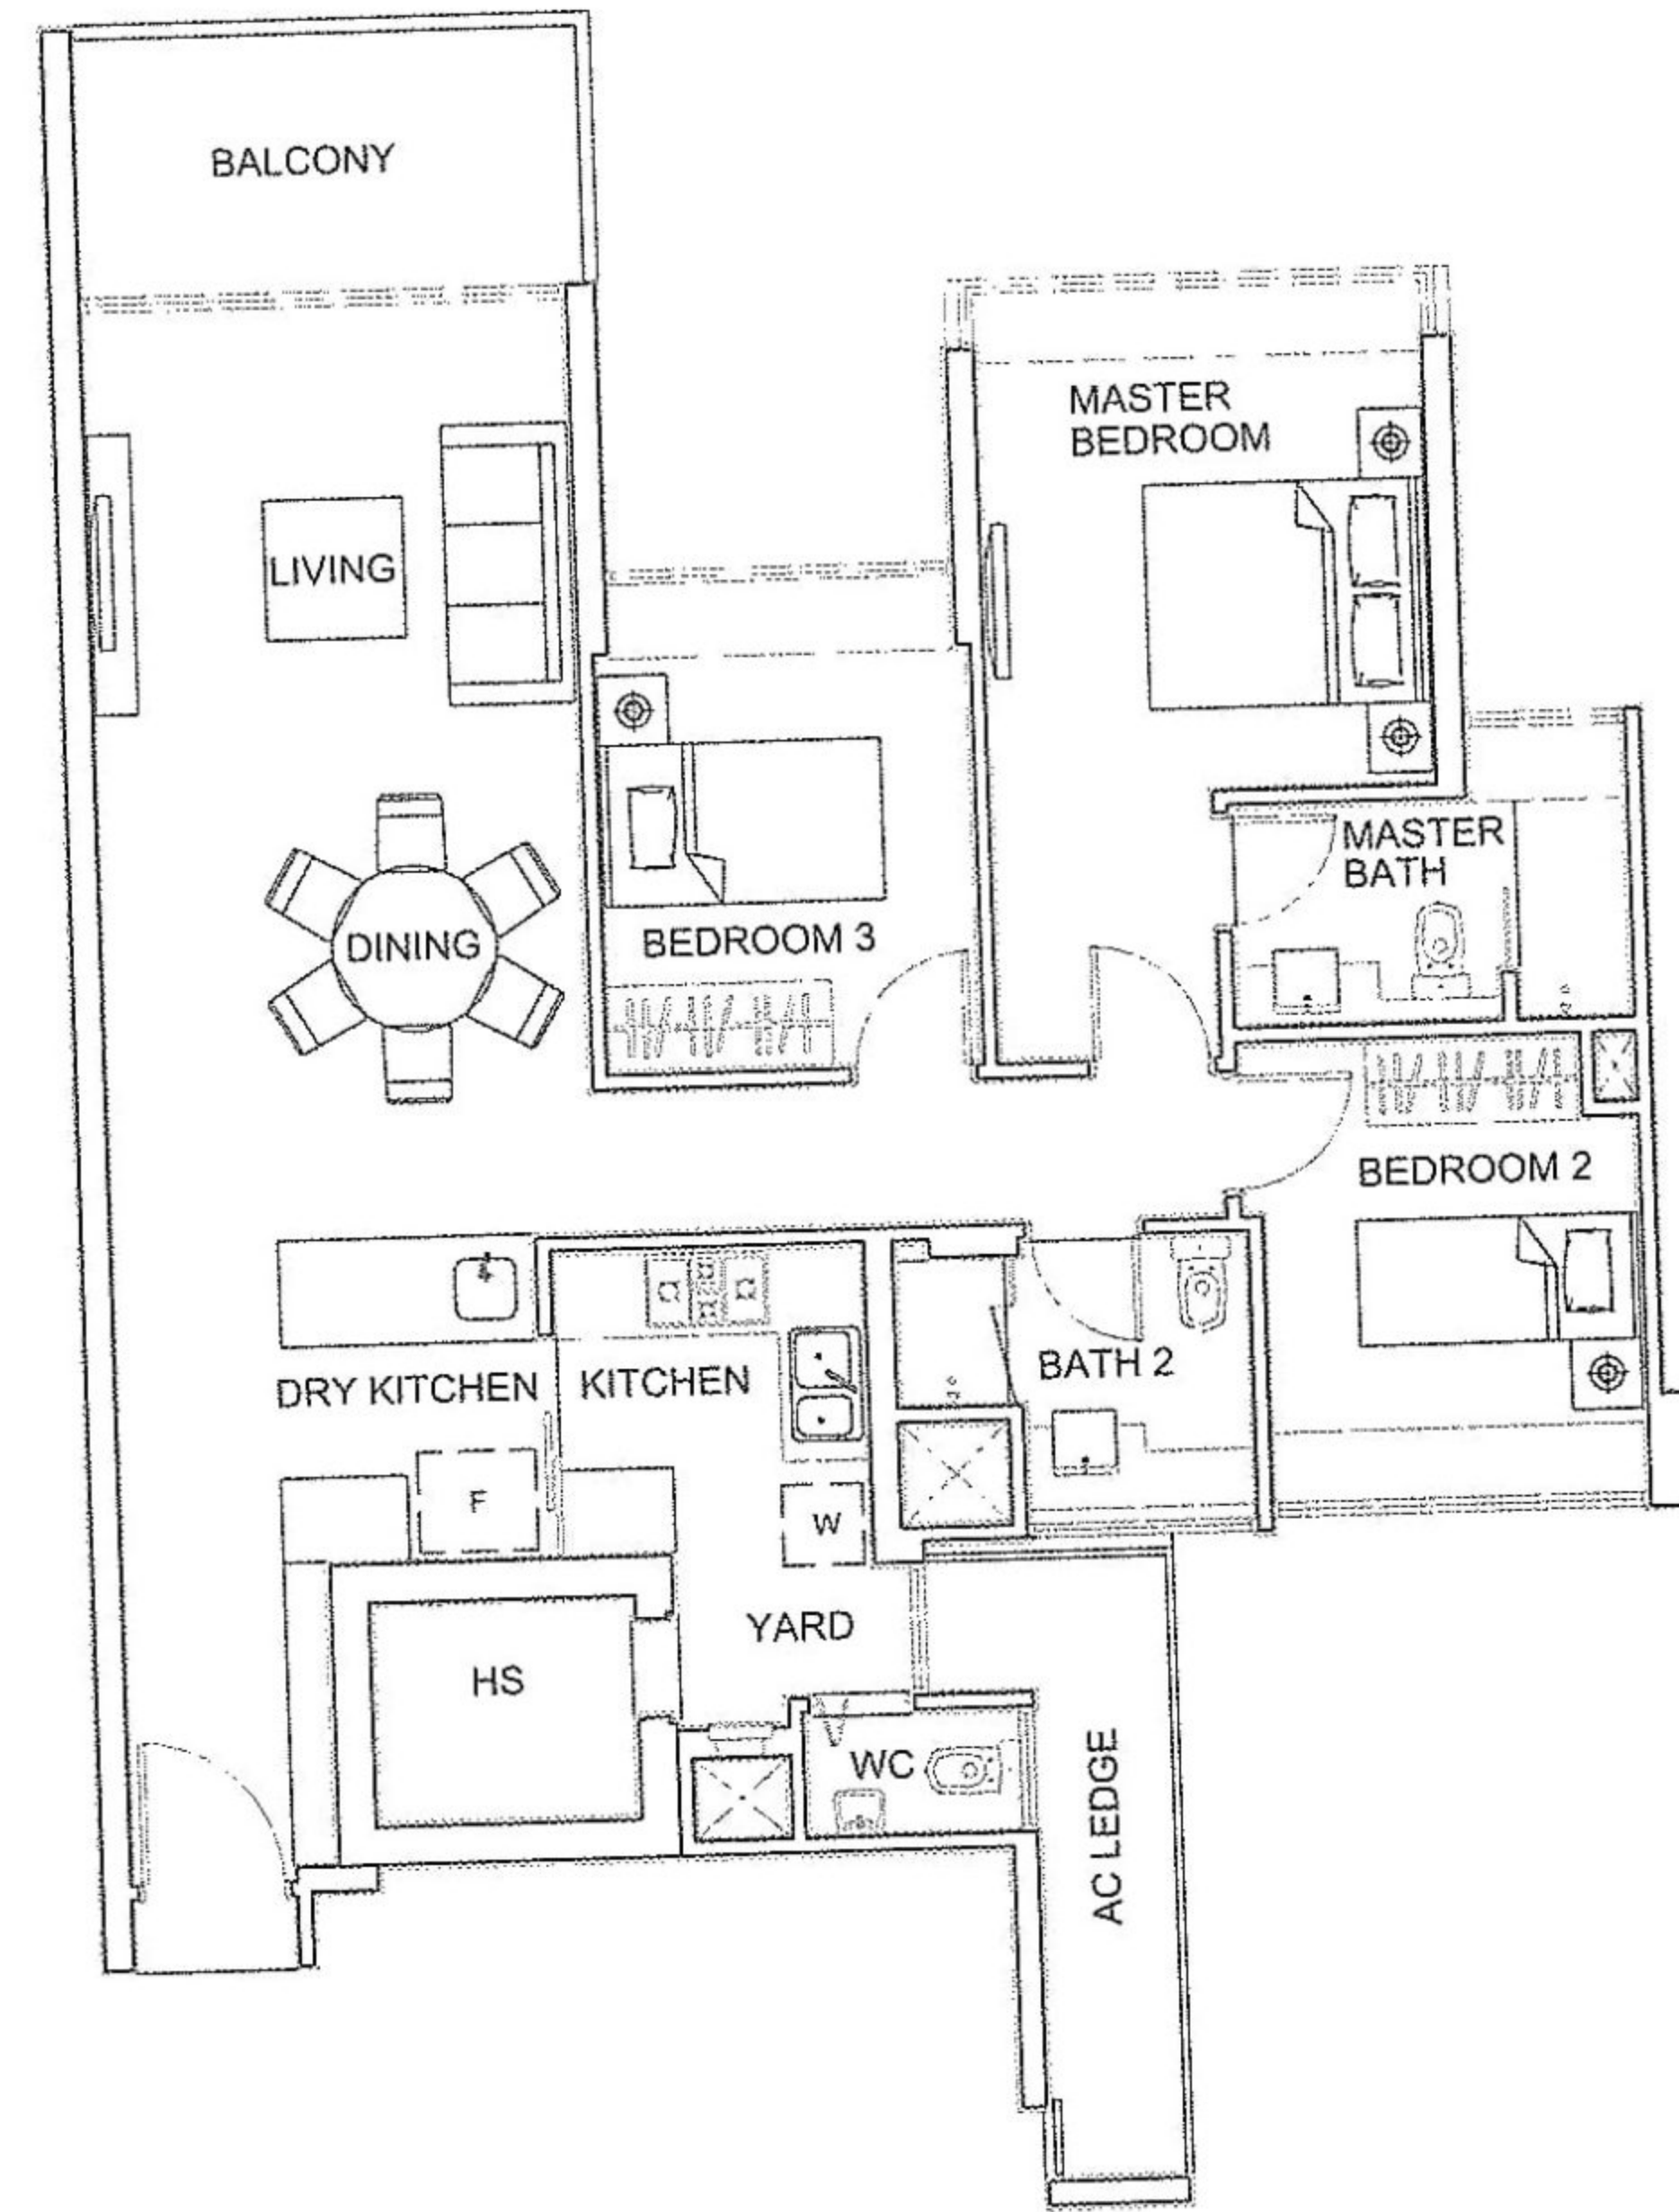 BALCONY
MASTER
BEDROOM
LIVING
MASTER
BATH
BEDROOM 3
DINING
BEDROOM 2
BATH 2
DRY KITCHEN
KITCHEN
F
W
YARD
HS
WC
AC LEDGE